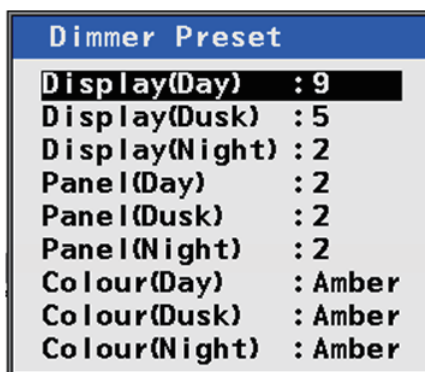 Dimmer Preset
Display(Day) :9
Display(Dusk) :5
Display(Night) :2
Panel(Day) :2
Panel(Dusk) :2
Panel(Night) :2
Colour(Day) :Amber
Colour(Dusk) :Amber
Colour(Night) :Amber